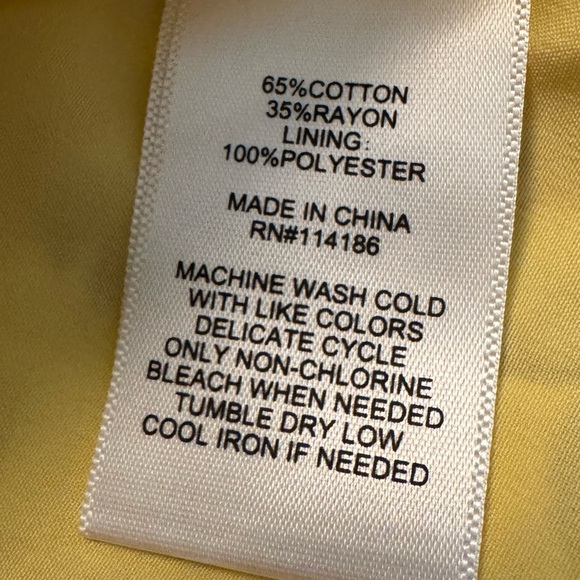 65%COTTON
35%RAYON
LINING:
100%POLYESTER
MADE IN CHINA
RN#114186
MACHINE WASH COLD
WITH LIKE COLORS
DELICATE CYCLE
ONLY NON-CHLORINE
BLEACH WHEN NEEDED
TUMBLE DRY LOW
COOL IRON IF NEEDED